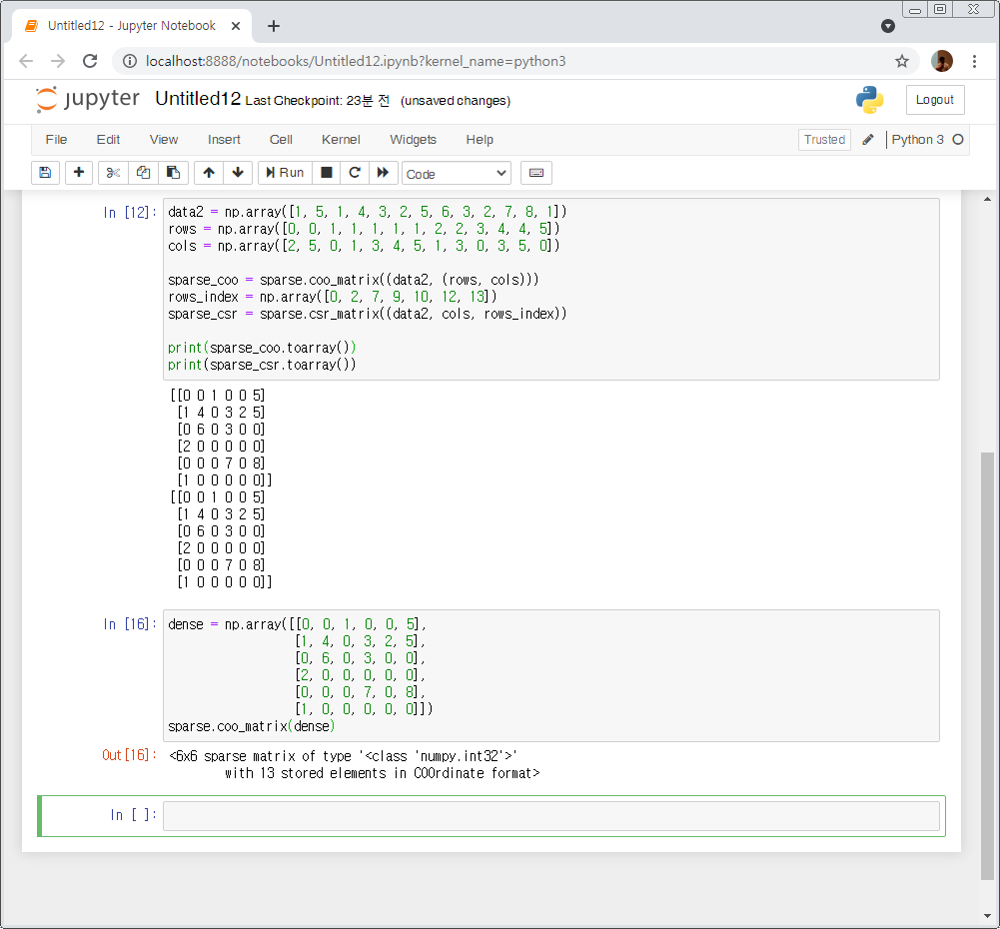 Untitled12 - Jupyter Notebook
localhost:8888/notebooks/Untitled12.ipynb?kernel_name=python3
jupyter Untitled12 Last Checkpoint: 23분 전 (unsaved changes) Logout
File Edit View Insert Cell Kernel Widgets Help Trusted Python 3
Run Code
In [12]: data2 = np.array([1, 5, 1, 4, 3, 2, 5, 6, 3, 2, 7, 8, 1])
rows = np.array([0, 0, 1, 1, 1, 1, 1, 2, 2, 3, 4, 4, 5])
cols = np.array([2, 5, 0, 1, 3, 4, 5, 1, 3, 0, 3, 5, 0])
sparse_coo = sparse.coo_matrix((data2, (rows, cols)))
rows_index = np.array([0, 2, 7, 9, 10, 12, 13])
sparse_csr = sparse.csr_matrix((data2, cols, rows_index))
print(sparse_coo.toarray())
print(sparse_csr.toarray())
[[0 0 1 0 0 5]
[1 4 0 3 2 5]
[0 6 0 3 0 0]
[2 0 0 0 0 0]
[0 0 0 7 0 8]
[1 0 0 0 0 0]]
[[0 0 1 0 0 5]
[1 4 0 3 2 5]
[0 6 0 3 0 0]
[2 0 0 0 0 0]
[0 0 0 7 0 8]
[1 0 0 0 0 0]]
In [16]: dense = np.array([[0, 0, 1, 0, 0, 5],
[1, 4, 0, 3, 2, 5],
[0, 6, 0, 3, 0, 0],
[2, 0, 0, 0, 0, 0],
[0, 0, 0, 7, 0, 8],
[1, 0, 0, 0, 0, 0]])
sparse.coo_matrix(dense)
Out[16]: <6x6 sparse matrix of type '<class 'numpy.int32'>'
with 13 stored elements in COOrdinate format>
In [ ]: